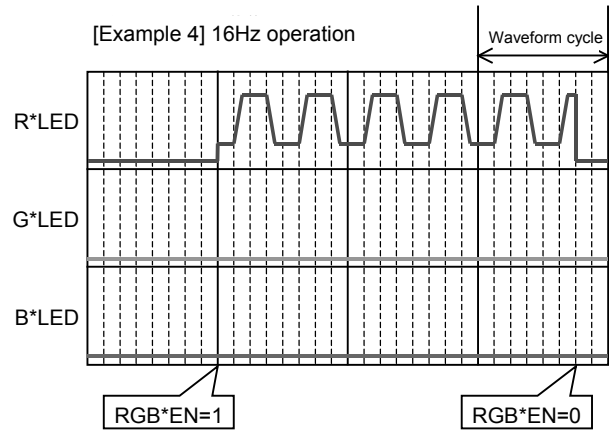 [Example 4] 16Hz operation
Waveform cycle
R*LED
G*LED
B*LED
RGB*EN=1
RGB*EN=0